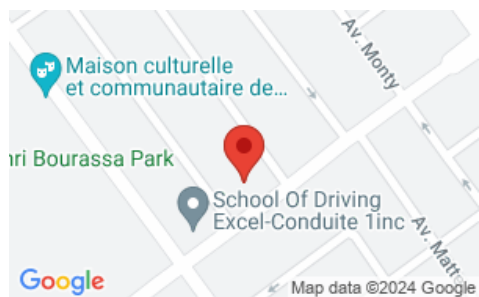 Av. Monty
Maison culturelle
et communautaire de...
nri Bourassa Park
School Of Driving
Excel-Conduite 1inc
Av. Matt
Google
Map data ©2024 Google